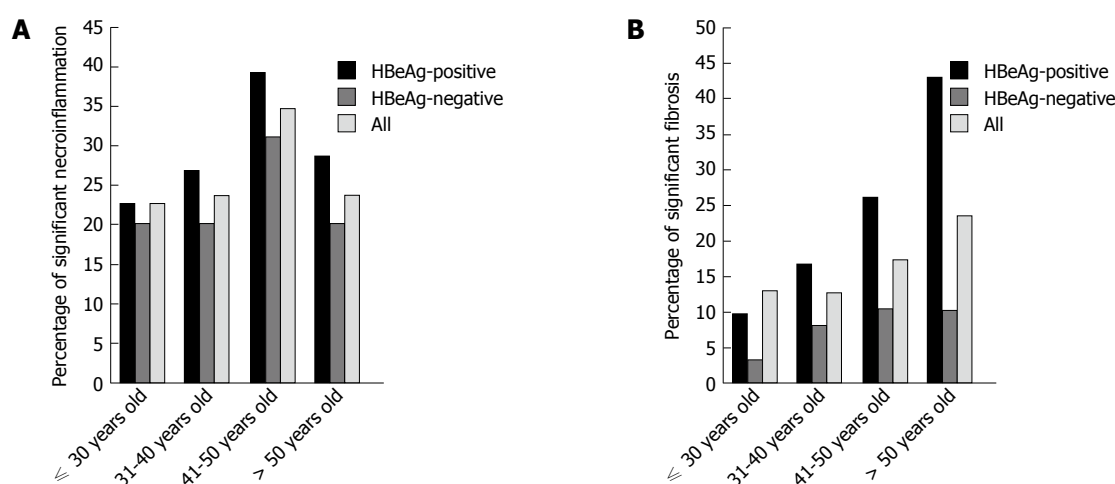 A
Percentage of significant necroinflammation
45
40
35
30
25
20
15
10
5
0
HBeAg-positive
HBeAg-negative
All
≤ 30 years old
31-40 years old
41-50 years old
> 50 years old
B
Percentage of significant fibrosis
50
45
40
35
30
25
20
15
10
5
0
HBeAg-positive
HBeAg-negative
All
≤ 30 years old
31-40 years old
41-50 years old
> 50 years old